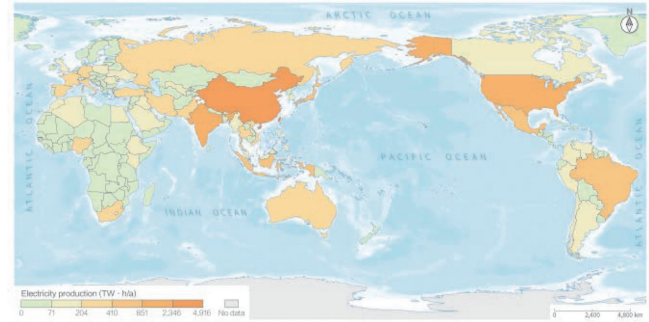 ARCTIC OCEAN
N
ATLANTIC OCEAN
PACIFIC OCEAN
INDIAN OCEAN
ATLANTIC OCEAN
Electricity production (TW · h/a)
0 71 204 410 851 2,346 4,916 No data
0 2,400 4,800 km